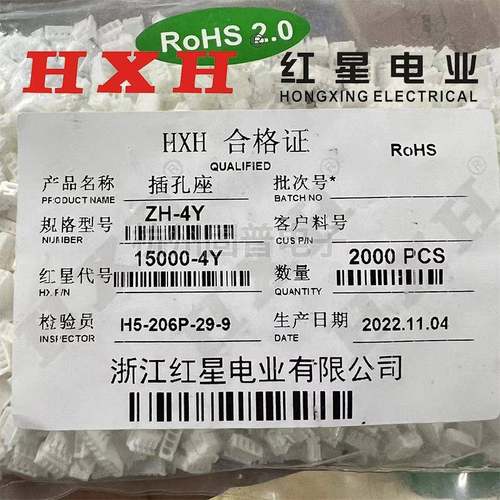 RoHS 2.0
HXH 红星电业
HONGXING ELECTRICAL
HXH 合格证
QUALIFIED
RoHS
产品名称 插孔座 批次号*
PRODUCT NAME BATCH NO
规格型号 ZH-4Y 客户料号
NUMBER CUS P/N
红星代号 15000-4Y 数量 2000 PCS
HX P/N QUANTITY
检验员 H5-206P-29-9 生产日期 2022.11.04
INSPECTOR DATE
浙江红星电业有限公司